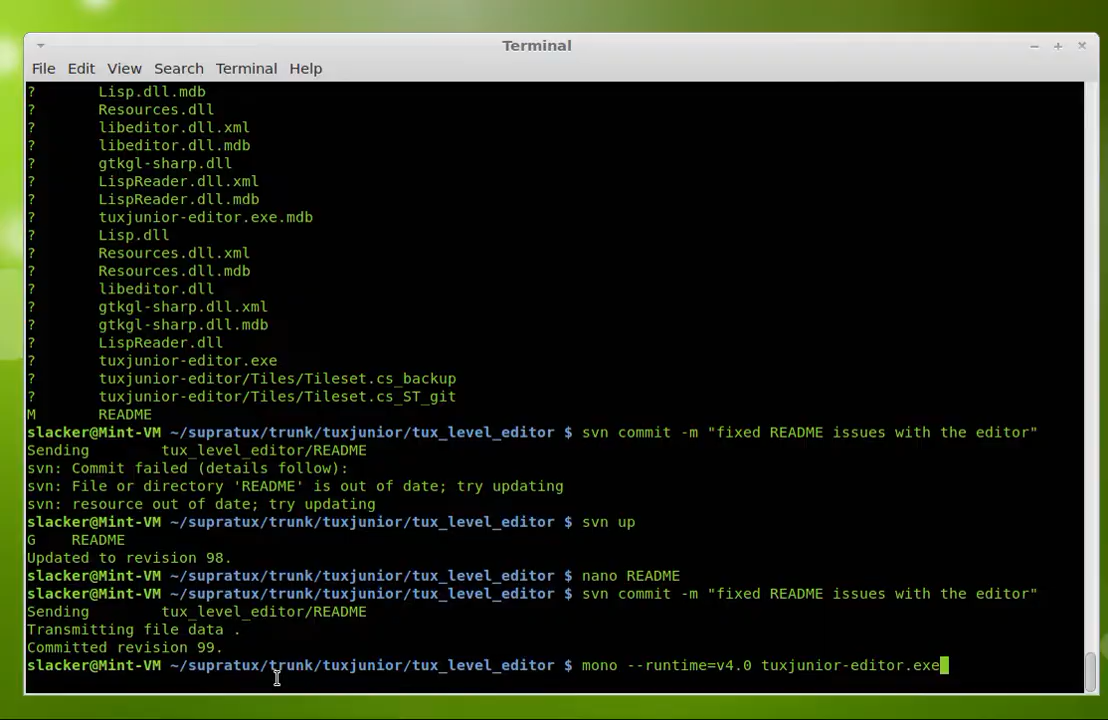 Terminal
File Edit View Search Terminal Help
? Lisp.dll.mdb
? Resources.dll
? libeditor.dll.xml
? libeditor.dll.mdb
? gtkgl-sharp.dll
? LispReader.dll.xml
? LispReader.dll.mdb
? tuxjunior-editor.exe.mdb
? Lisp.dll
? Resources.dll.xml
? Resources.dll.mdb
? libeditor.dll
? gtkgl-sharp.dll.xml
? gtkgl-sharp.dll.mdb
? LispReader.dll
? tuxjunior-editor.exe
? tuxjunior-editor/Tiles/Tileset.cs_backup
? tuxjunior-editor/Tiles/Tileset.cs_ST_git
M README
slacker@Mint-VM ~/supratux/trunk/tuxjunior/tux_level_editor $ svn commit -m "fixed README issues with the editor"
Sending tux_level_editor/README
svn: Commit failed (details follow):
svn: File or directory 'README' is out of date; try updating
svn: resource out of date; try updating
slacker@Mint-VM ~/supratux/trunk/tuxjunior/tux_level_editor $ svn up
G README
Updated to revision 98.
slacker@Mint-VM ~/supratux/trunk/tuxjunior/tux_level_editor $ nano README
slacker@Mint-VM ~/supratux/trunk/tuxjunior/tux_level_editor $ svn commit -m "fixed README issues with the editor"
Sending tux_level_editor/README
Transmitting file data .
Committed revision 99.
slacker@Mint-VM ~/supratux/trunk/tuxjunior/tux_level_editor $ mono --runtime=v4.0 tuxjunior-editor.exe